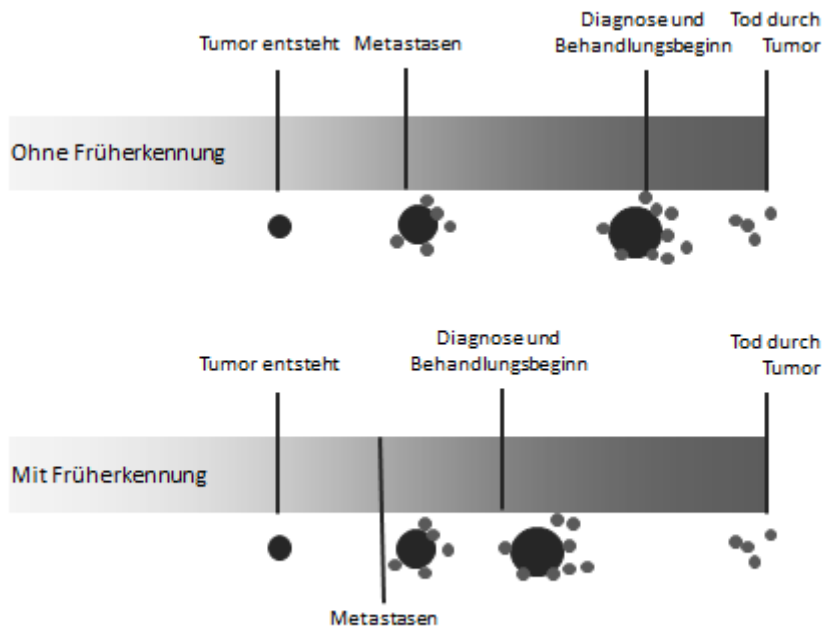 Tumor entsteht
Metastasen
Diagnose und
Behandlungsbeginn
Tod durch
Tumor
Ohne Früherkennung
Tumor entsteht
Diagnose und
Behandlungsbeginn
Tod durch
Tumor
Mit Früherkennung
Metastasen